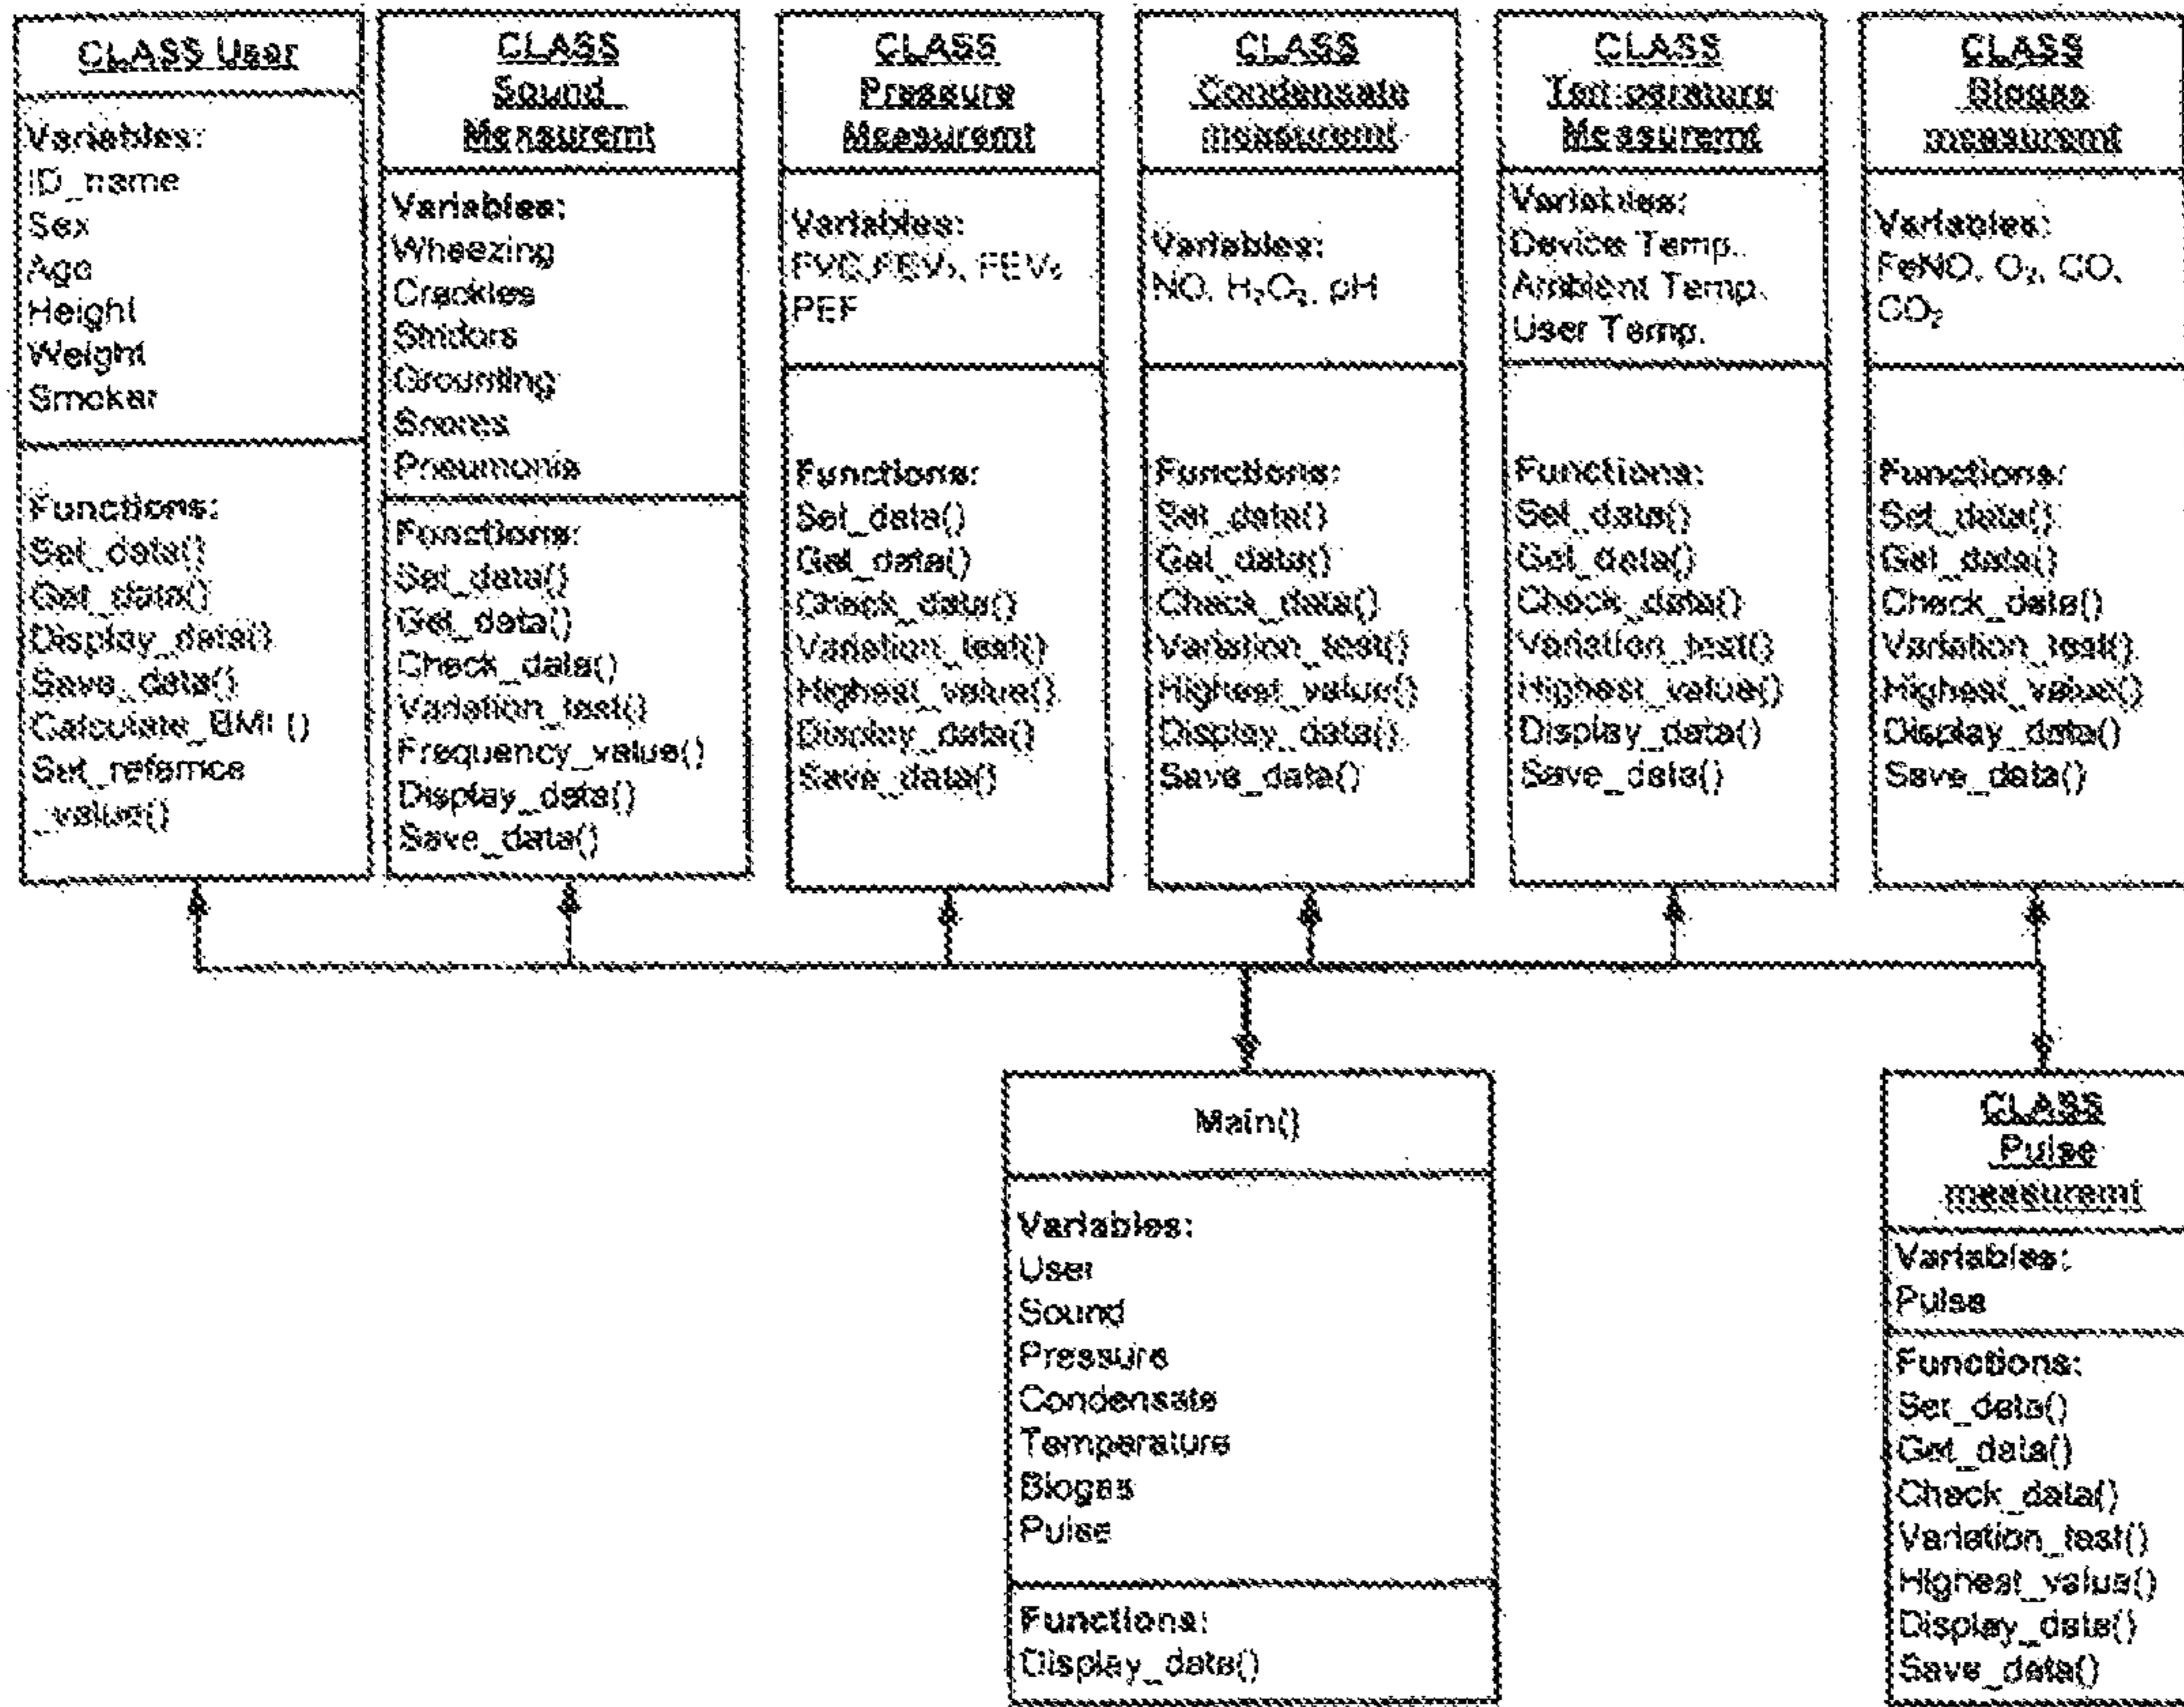 CLASS User
Variables:
ID_name
Sex
Age
Height
Weight
Smoker
Functions:
Set_data()
Get_data()
Display_data()
Save_data()
Calculate_BMI ()
Set_refernce
_value()
CLASS
Sound
Measuremt
Variables:
Wheezing
Crackles
Stridors
Grounting
Snores
Pneumonia
Fonctions:
Set_data()
Get_data()
Check_data()
Variation_test()
Frequency_value()
Display_data()
Save_data()
CLASS
Pressure
Measuremt
Variables:
FVC,
PEF
Functions:
Set_data()
Get_data()
Check_data()
Variation_test()
Highest_value()
Display_data()
Save_data()
CLASS
Condensate
measuremt
Variables:
NO, H₂O₂, pH
Functions:
Set_data()
Get_data()
Check_data()
Variation_test()
Highest_value()
Display_data()
Save_data()
CLASS
Temperature
Measuremt
Variables:
Device Temp.
Ambient Temp.
User Temp.
Functions:
Set_data()
Get_data()
Check_data()
Variation_test()
Highest_value()
Display_data()
Save_data()
CLASS
Biogas
measuremt
Variables:
FeNO, O₂, CO,
CO₂
Functions:
Set_data()
Get_data()
Check_data()
Variation_test()
Highest_value()
Display_data()
Save_data()
Main()
Variables:
User
Sound
Pressure
Condensate
Temperature
Biogas
Pulse
Functions:
Display_data()
CLASS
Pulse
measuremt
Variables:
Pulse
Functions:
Set_data()
Get_data()
Check_data()
Variation_test()
Highest_value()
Display_data()
Save_data()